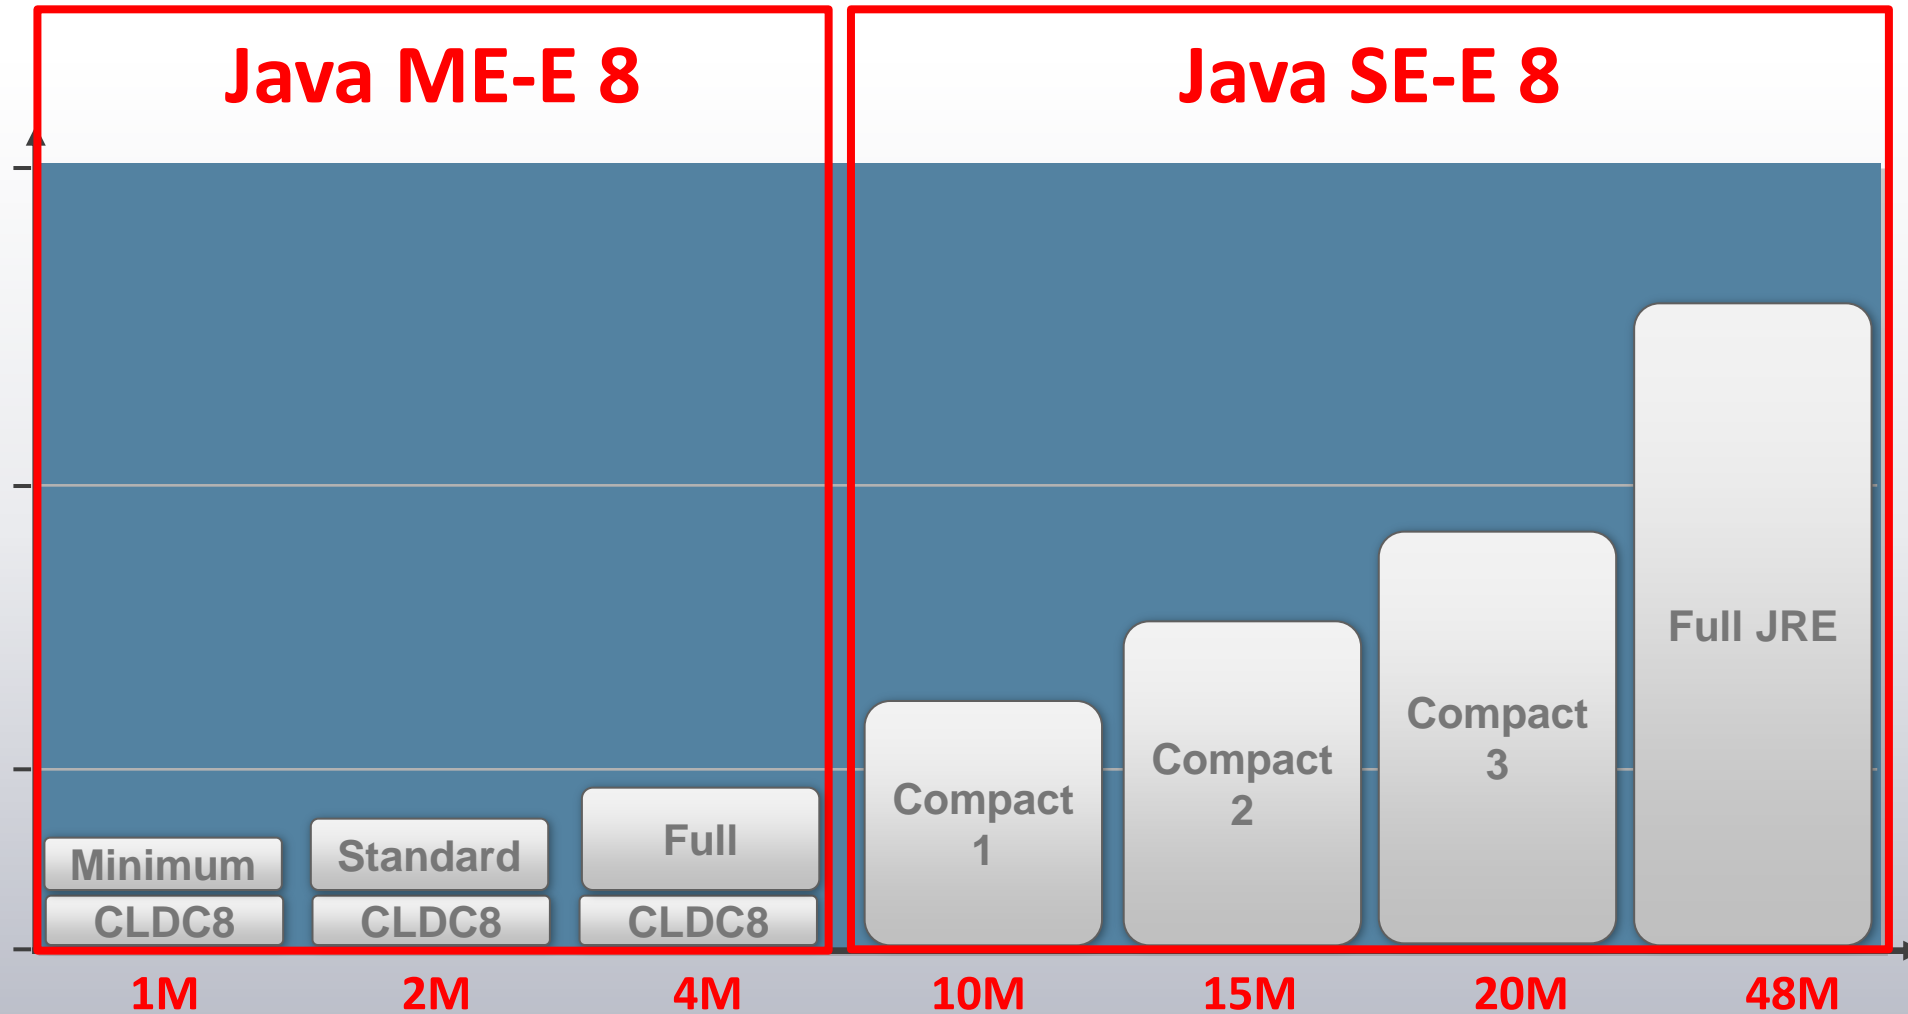 Java ME-E 8
Java SE-E 8
Minimum
CLDC8
Standard
CLDC8
Full
CLDC8
Compact
1
Compact
2
Compact
3
Full JRE
1M
2M
4M
10M
15M
20M
48M